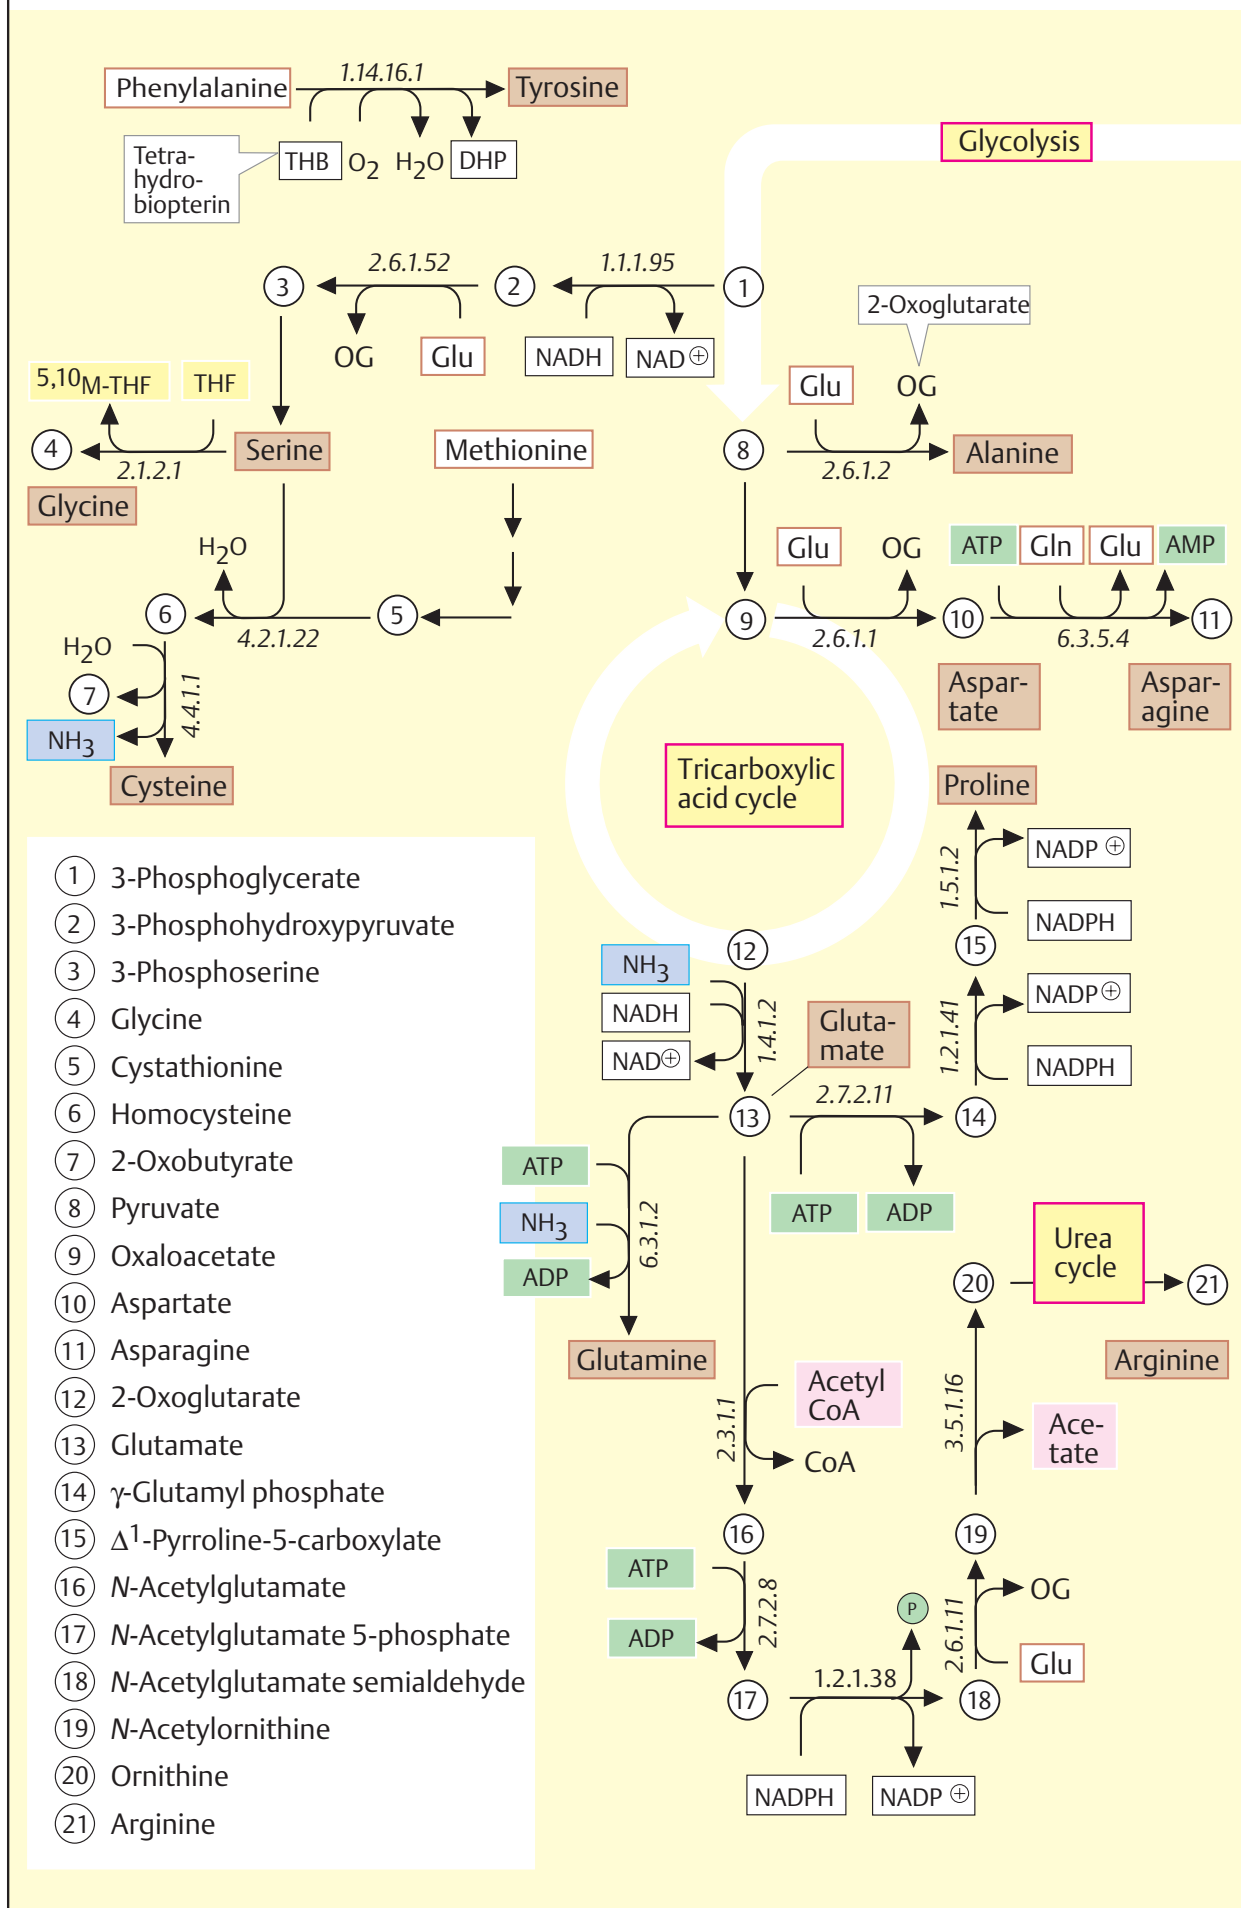 1.14.16.1
Phenylalanine
Tyrosine
Tetra-
hydro-
biopterin
THB
O2
H2O
DHP
Glycolysis
3
2.6.1.52
2
1.1.1.95
1
OG
Glu
NADH
NAD⊕
2-Oxoglutarate
5,10M-THF
THF
Glu
OG
4
2.1.2.1
Serine
Methionine
8
2.6.1.2
Alanine
Glycine
H2O
Glu
OG
ATP
Gln
Glu
AMP
6
4.2.1.22
5
9
2.6.1.1
10
6.3.5.4
11
H2O
7
NH3
4.4.1.1
Cysteine
Aspar-
tate
Aspar-
agine
Tricarboxylic
acid cycle
Proline
1.5.1.2
NADP⊕
NADPH
15
12
NH3
NADH
NAD⊕
1.4.1.2
Gluta-
mate
1.2.1.41
NADP⊕
NADPH
13
2.7.2.11
14
ATP
NH3
ADP
6.3.1.2
ATP
ADP
Urea
cycle
20
21
Glutamine
Arginine
2.3.1.1
Acetyl
CoA
CoA
3.5.1.16
Ace-
tate
16
19
ATP
ADP
2.7.2.8
P
2.6.1.11
OG
Glu
17
1.2.1.38
18
NADPH
NADP⊕
1 3-Phosphoglycerate
2 3-Phosphohydroxypyruvate
3 3-Phosphoserine
4 Glycine
5 Cystathionine
6 Homocysteine
7 2-Oxobutyrate
8 Pyruvate
9 Oxaloacetate
10 Aspartate
11 Asparagine
12 2-Oxoglutarate
13 Glutamate
14 γ-Glutamyl phosphate
15 Δ1-Pyrroline-5-carboxylate
16 N-Acetylglutamate
17 N-Acetylglutamate 5-phosphate
18 N-Acetylglutamate semialdehyde
19 N-Acetylornithine
20 Ornithine
21 Arginine